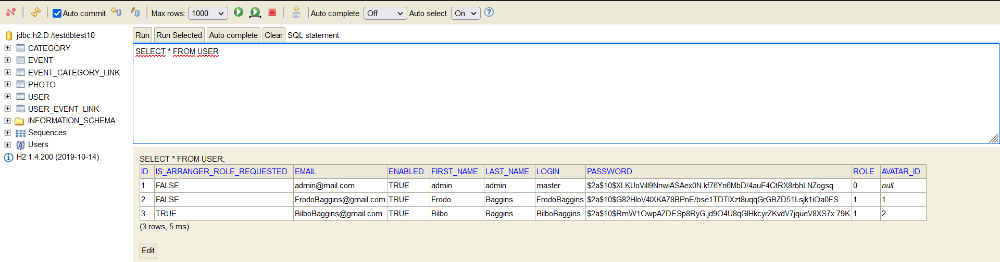 Auto commit Max rows: 1000 Auto complete Off Auto select On
jdbc:h2:D:/testdbtest10
CATEGORY
EVENT
EVENT_CATEGORY_LINK
PHOTO
USER
USER_EVENT_LINK
INFORMATION_SCHEMA
Sequences
Users
H2 1.4.200 (2019-10-14)
Run Run Selected Auto complete Clear SQL statement:
SELECT * FROM USER
SELECT * FROM USER;
ID IS_ARRANGER_ROLE_REQUESTED EMAIL ENABLED FIRST_NAME LAST_NAME LOGIN PASSWORD ROLE AVATAR_ID
1 FALSE admin@mail.com TRUE admin admin master $2a$10$XLKUoVill9NnwiASAex0N.kf76Yn6MbD/4auF4CtRX8rbhLNZogsq 0 null
2 FALSE FrodoBaggins@gmail.com TRUE Frodo Baggins FrodoBaggins $2a$10$G82HloV4lXKA78BPnE/bse1TDTlXzt8uqqGrGBZD51Lsjk1iOa0FS 1 1
3 TRUE BilboBaggins@gmail.com TRUE Bilbo Baggins BilboBaggins $2a$10$RmW1OwpAZDESp8RyG.jd9O4U8qGlHkcyrZKvdV7jqueV8XS7x.79K 1 2
(3 rows, 5 ms)
Edit